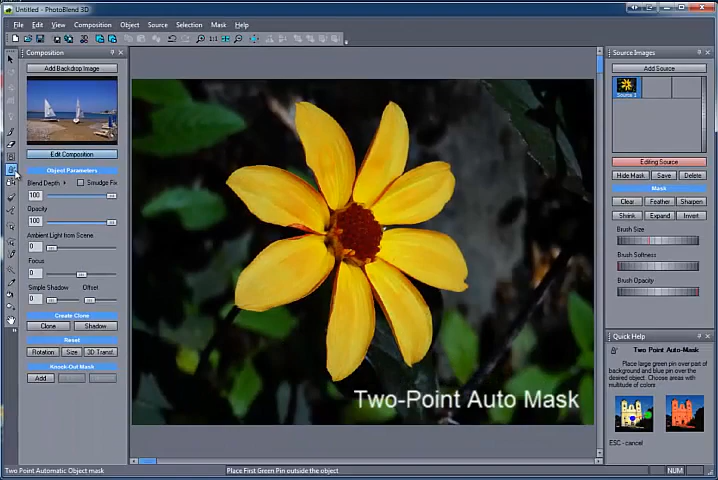 Untitled - PhotoBlend 3D
File Edit View Composition Object Source Selection Mask Help
1:1
Composition
Add Backdrop Image
Edit Composition
Object Parameters
Blend Depth Smudge Fix
100
Opacity
100
Ambient Light from Scene
0
Focus
0
Simple Shadow Offset
0
Create Clone
Clone Shadow
Reset
Rotation Size 3D Transf.
Knock-Out Mask
Add
Two-Point Auto Mask
Source Images
Add Source
Source 1
Editing Source
Hide Mask Save Delete
Mask
Clear Feather Sharpen
Shrink Expand Invert
Brush Size
Brush Softness
Brush Opacity
Quick Help
Two Point Auto-Mask
Place large green pin over part of
background and blue pin over the
desired object. Choose areas with
multitude of colors
ESC - cancel
Two Point Automatic Object mask
Place First Green Pin outside the object
NUM